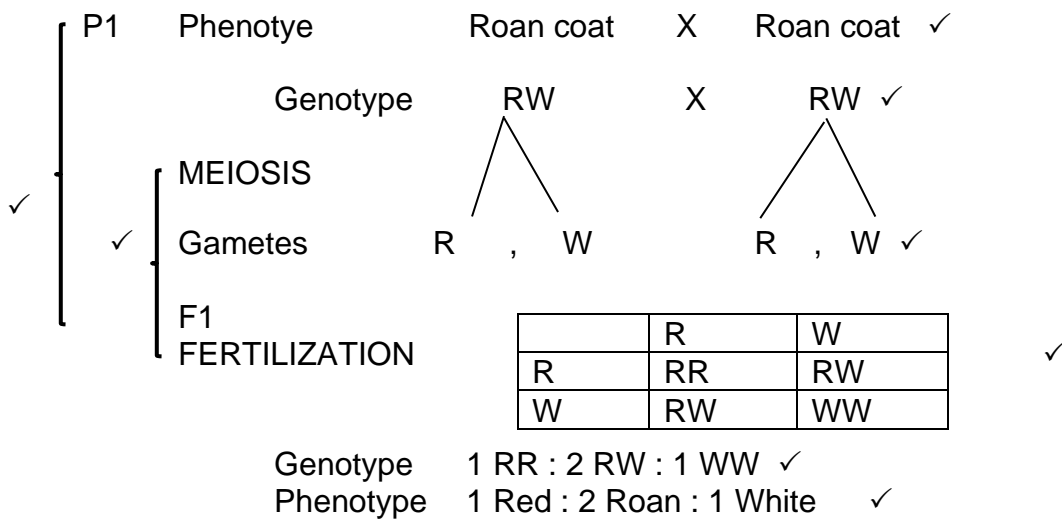 P1 Phenotye Roan coat X Roan coat ✓
Genotype RW X RW ✓
MEIOSIS
✓
✓ Gametes R , W R , W ✓
F1
FERTILIZATION ✓
R W
R RR RW
W RW WW
Genotype 1 RR : 2 RW : 1 WW ✓
Phenotype 1 Red : 2 Roan : 1 White ✓